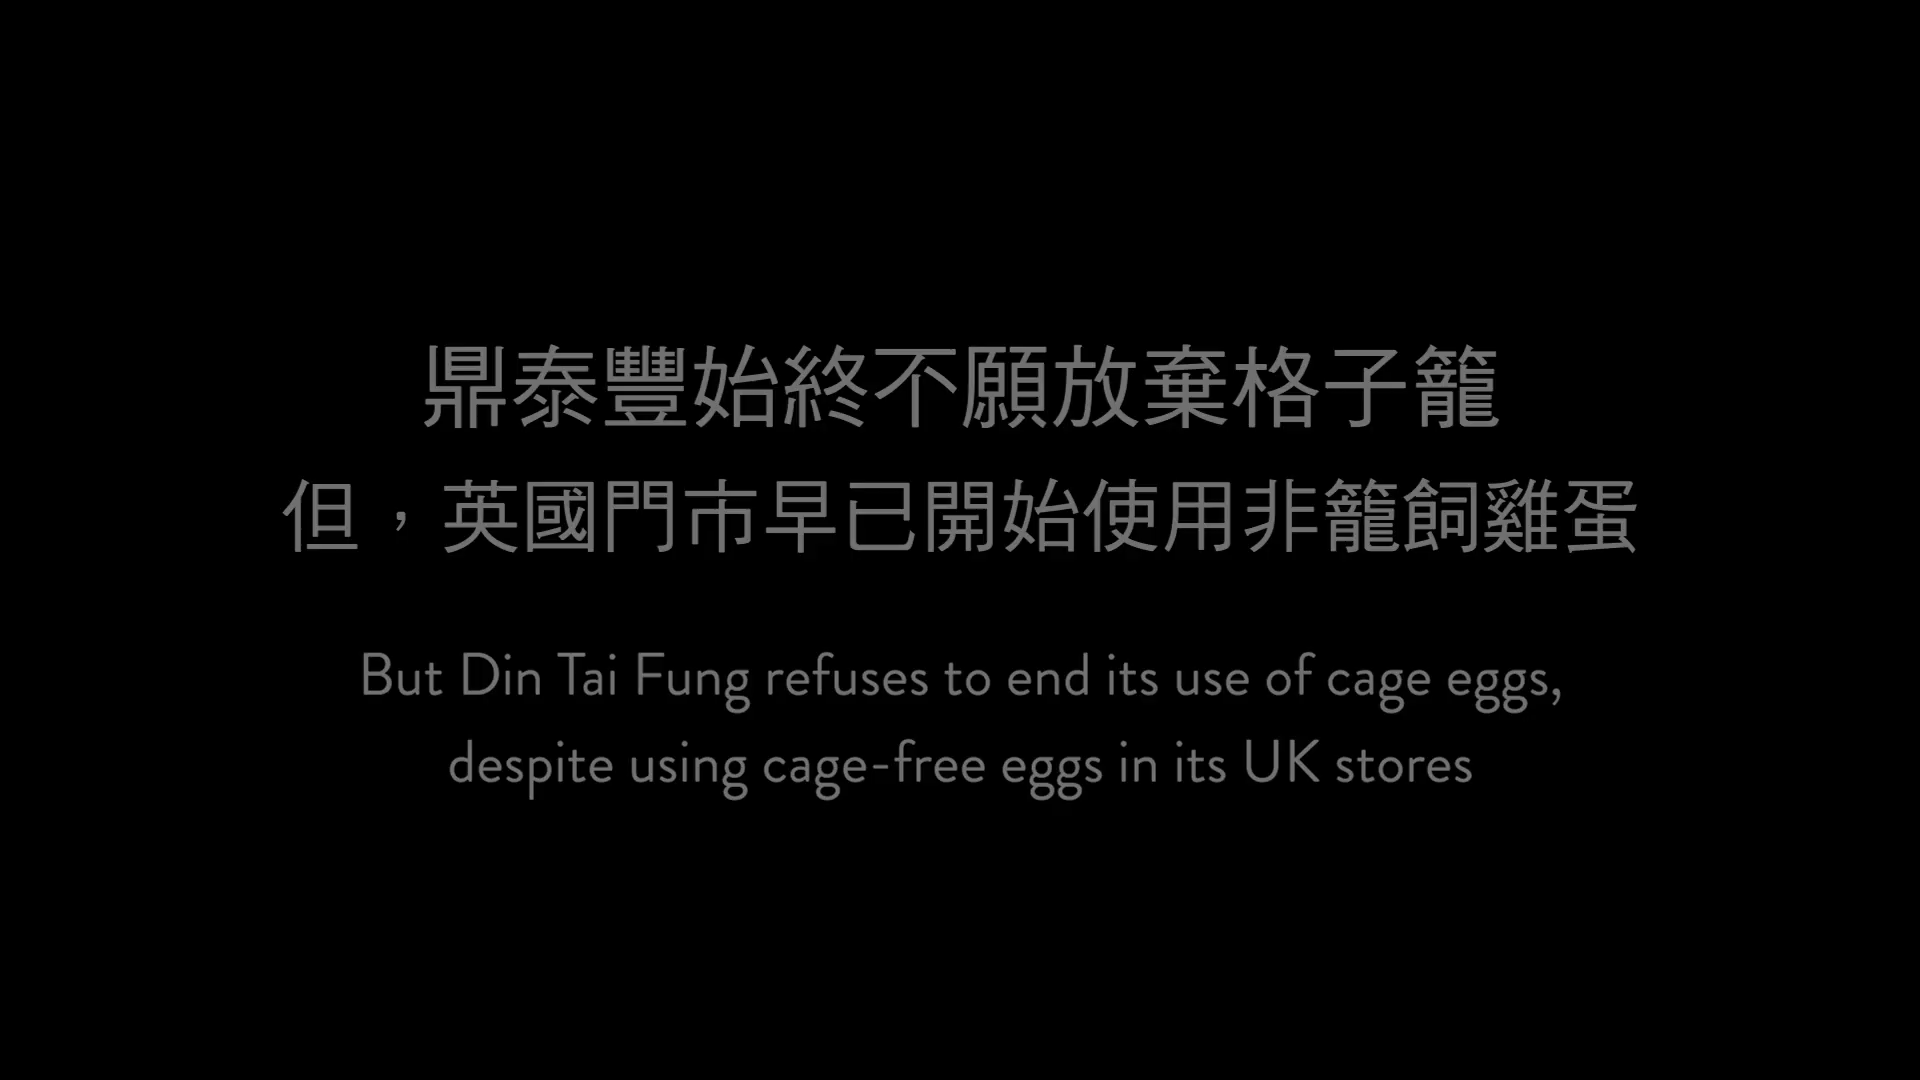 鼎泰豐始終不願放棄格子籠
但，英國門市早已開始使用非籠飼雞蛋
But Din Tai Fung refuses to end its use of cage eggs,
despite using cage-free eggs in its UK stores